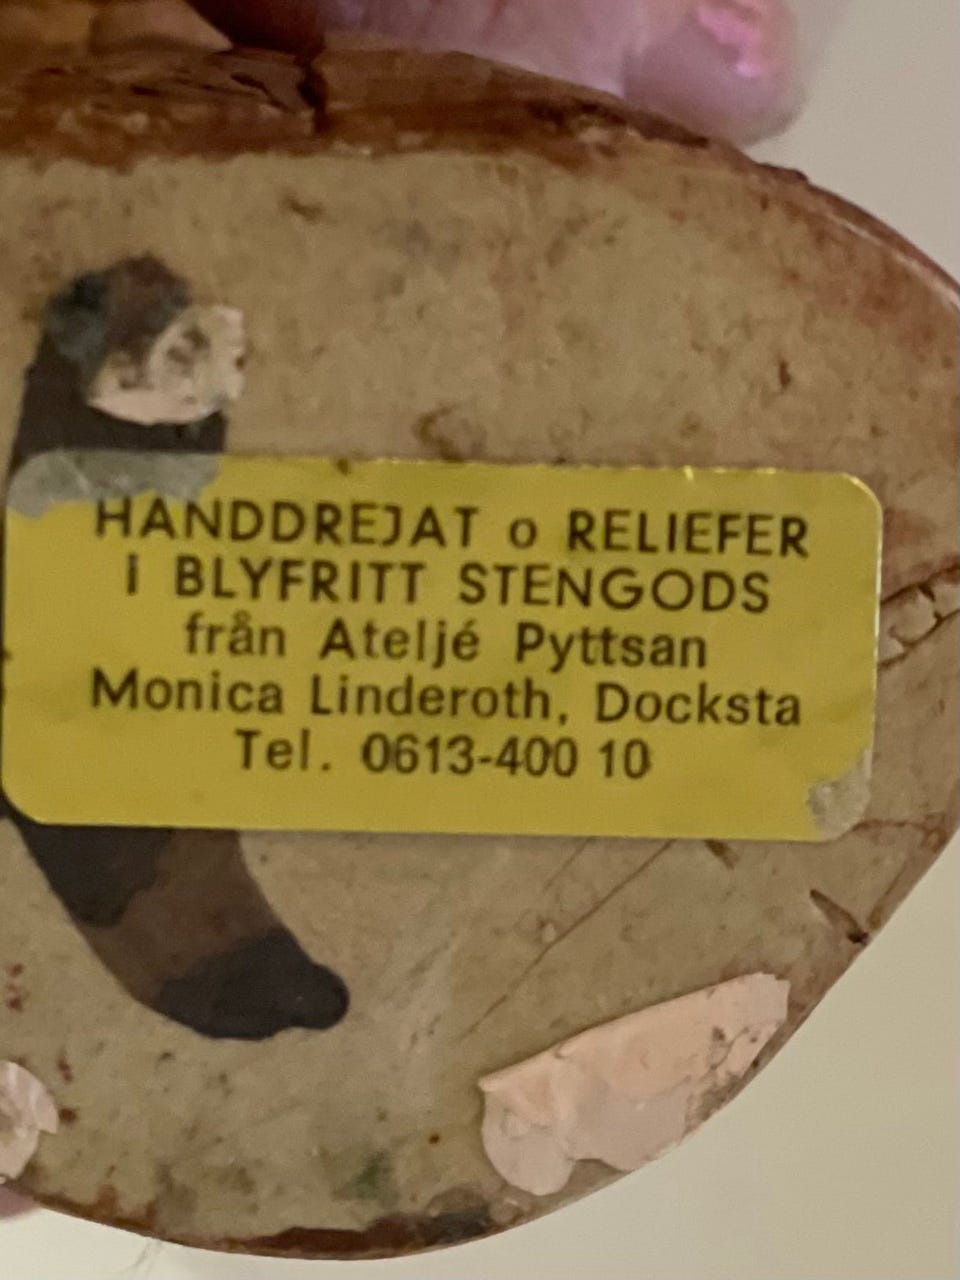 HANDDREJAT o RELIEFER
i BLYFRITT STENGODS
från Ateljé Pyttsan
Monica Linderoth, Docksta
Tel. 0613-400 10